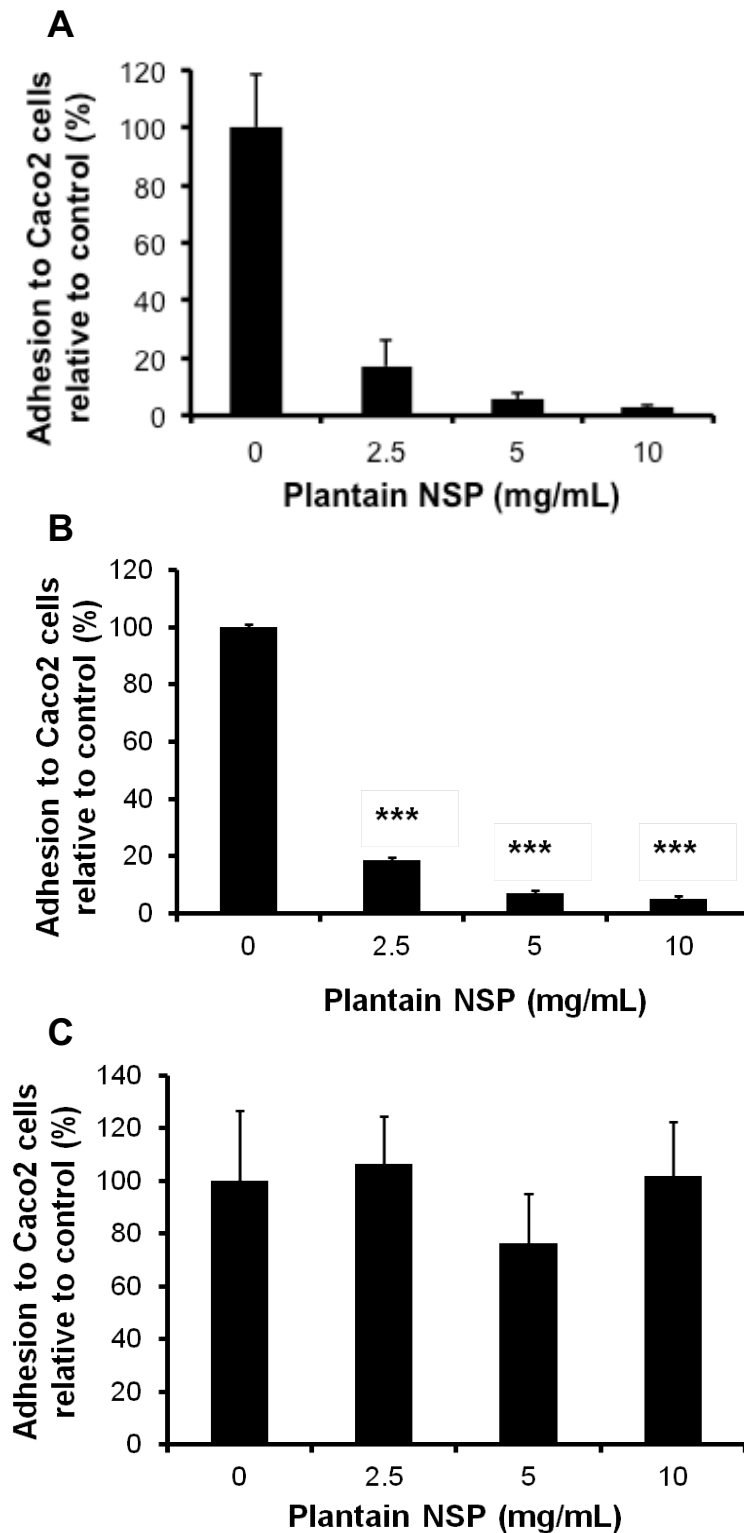 A
Adhesion to Caco2 cells
relative to control (%)
120
100
80
60
40
20
0
0 2.5 5 10
Plantain NSP (mg/mL)
B
Adhesion to Caco2 cells
relative to control (%)
120
100
80
60
40
20
0
***
***
***
0 2.5 5 10
Plantain NSP (mg/mL)
C
Adhesion to Caco2 cells
relative to control (%)
140
120
100
80
60
40
20
0
0 2.5 5 10
Plantain NSP (mg/mL)